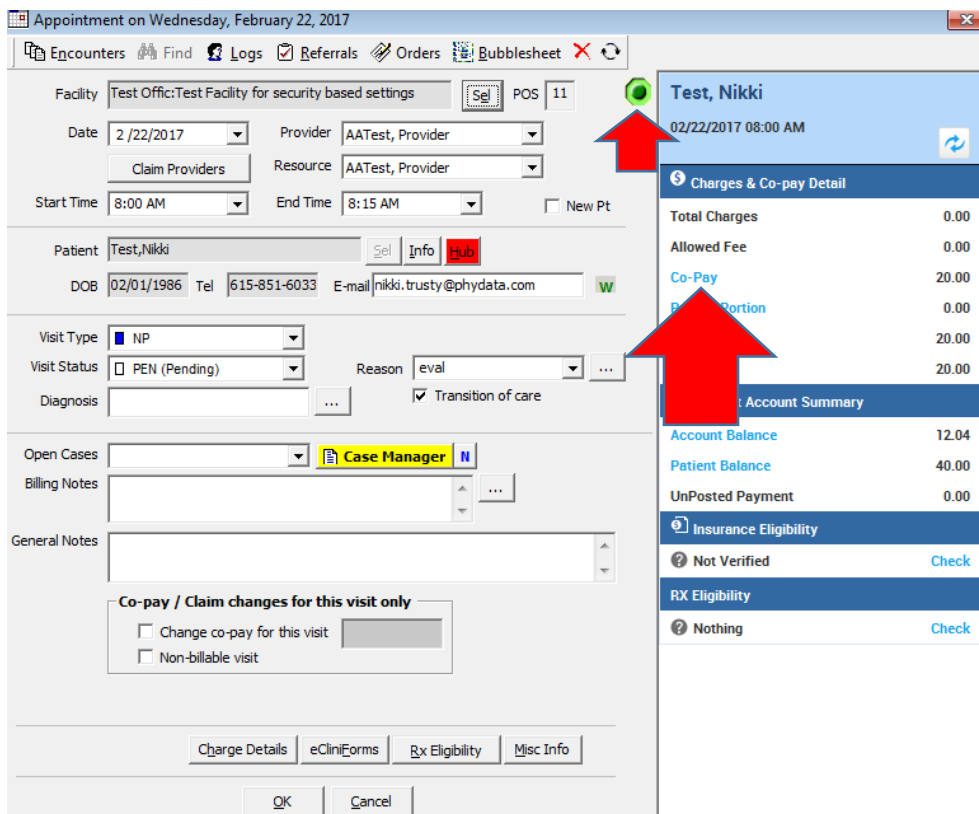 Appointment on Wednesday, February 22, 2017
Encounters Find Logs Referrals Orders Bubblesheet
Facility Test Offic:Test Facility for security based settings Sel POS 11
Date 2 /22/2017 Provider AATest, Provider
Claim Providers Resource AATest, Provider
Start Time 8:00 AM End Time 8:15 AM New Pt
Patient Test,Nikki Sel Info Hub
DOB 02/01/1986 Tel 615-851-6033 E-mail nikki.trusty@phydata.com W
Visit Type NP
Visit Status PEN (Pending) Reason eval ...
Diagnosis ... Transition of care
Open Cases Case Manager N
Billing Notes ...
General Notes
Co-pay / Claim changes for this visit only
Change co-pay for this visit
Non-billable visit
Charge Details eCliniForms Rx Eligibility Misc Info
OK Cancel
Test, Nikki
02/22/2017 08:00 AM
Charges & Co-pay Detail
Total Charges 0.00
Allowed Fee 0.00
Co-Pay 20.00
Portion 0.00
20.00
20.00
Account Summary
Account Balance 12.04
Patient Balance 40.00
UnPosted Payment 0.00
Insurance Eligibility
? Not Verified Check
RX Eligibility
? Nothing Check